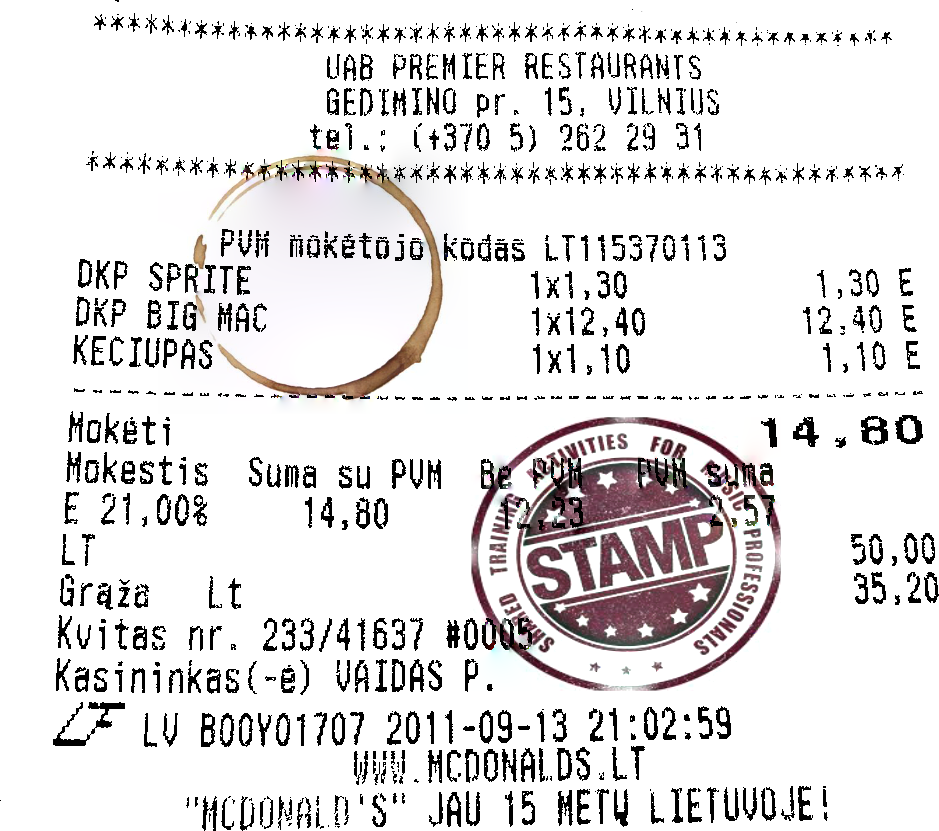 ****************************************************
UAB PREMIER RESTAURANTS
GEDIMINO pr. 15, VILNIUS
tel.: (+370 5) 262 29 31
****************************************************
PVM mokėtojo kodas LT115370113
DKP SPRITE 1x1,30 1,30 E
DKP BIG MAC 1x12,40 12,40 E
KECIUPAS 1x1,10 1,10 E
Mokėti 14,80
Mokestis Suma su PVM Be PVM PVM suma
E 21,00% 14,80 12,23 2,57
LT 50,00
Grąža Lt 35,20
Kvitas nr. 233/41637 #0005
Kasininkas(-ė) VAIDAS P.
LF LV B00Y01707 2011-09-13 21:02:59
WWW.MCDONALDS.LT
"MCDONALD'S" JAU 15 METŲ LIETUVOJE!
TRAINING ACTIVITIES FOR MUSIC PROFESSIONALS
STAMP